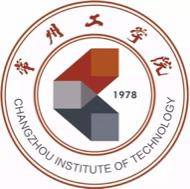 常州工学院
1978
CHANGZHOU INSTITUTE OF TECHNOLOGY